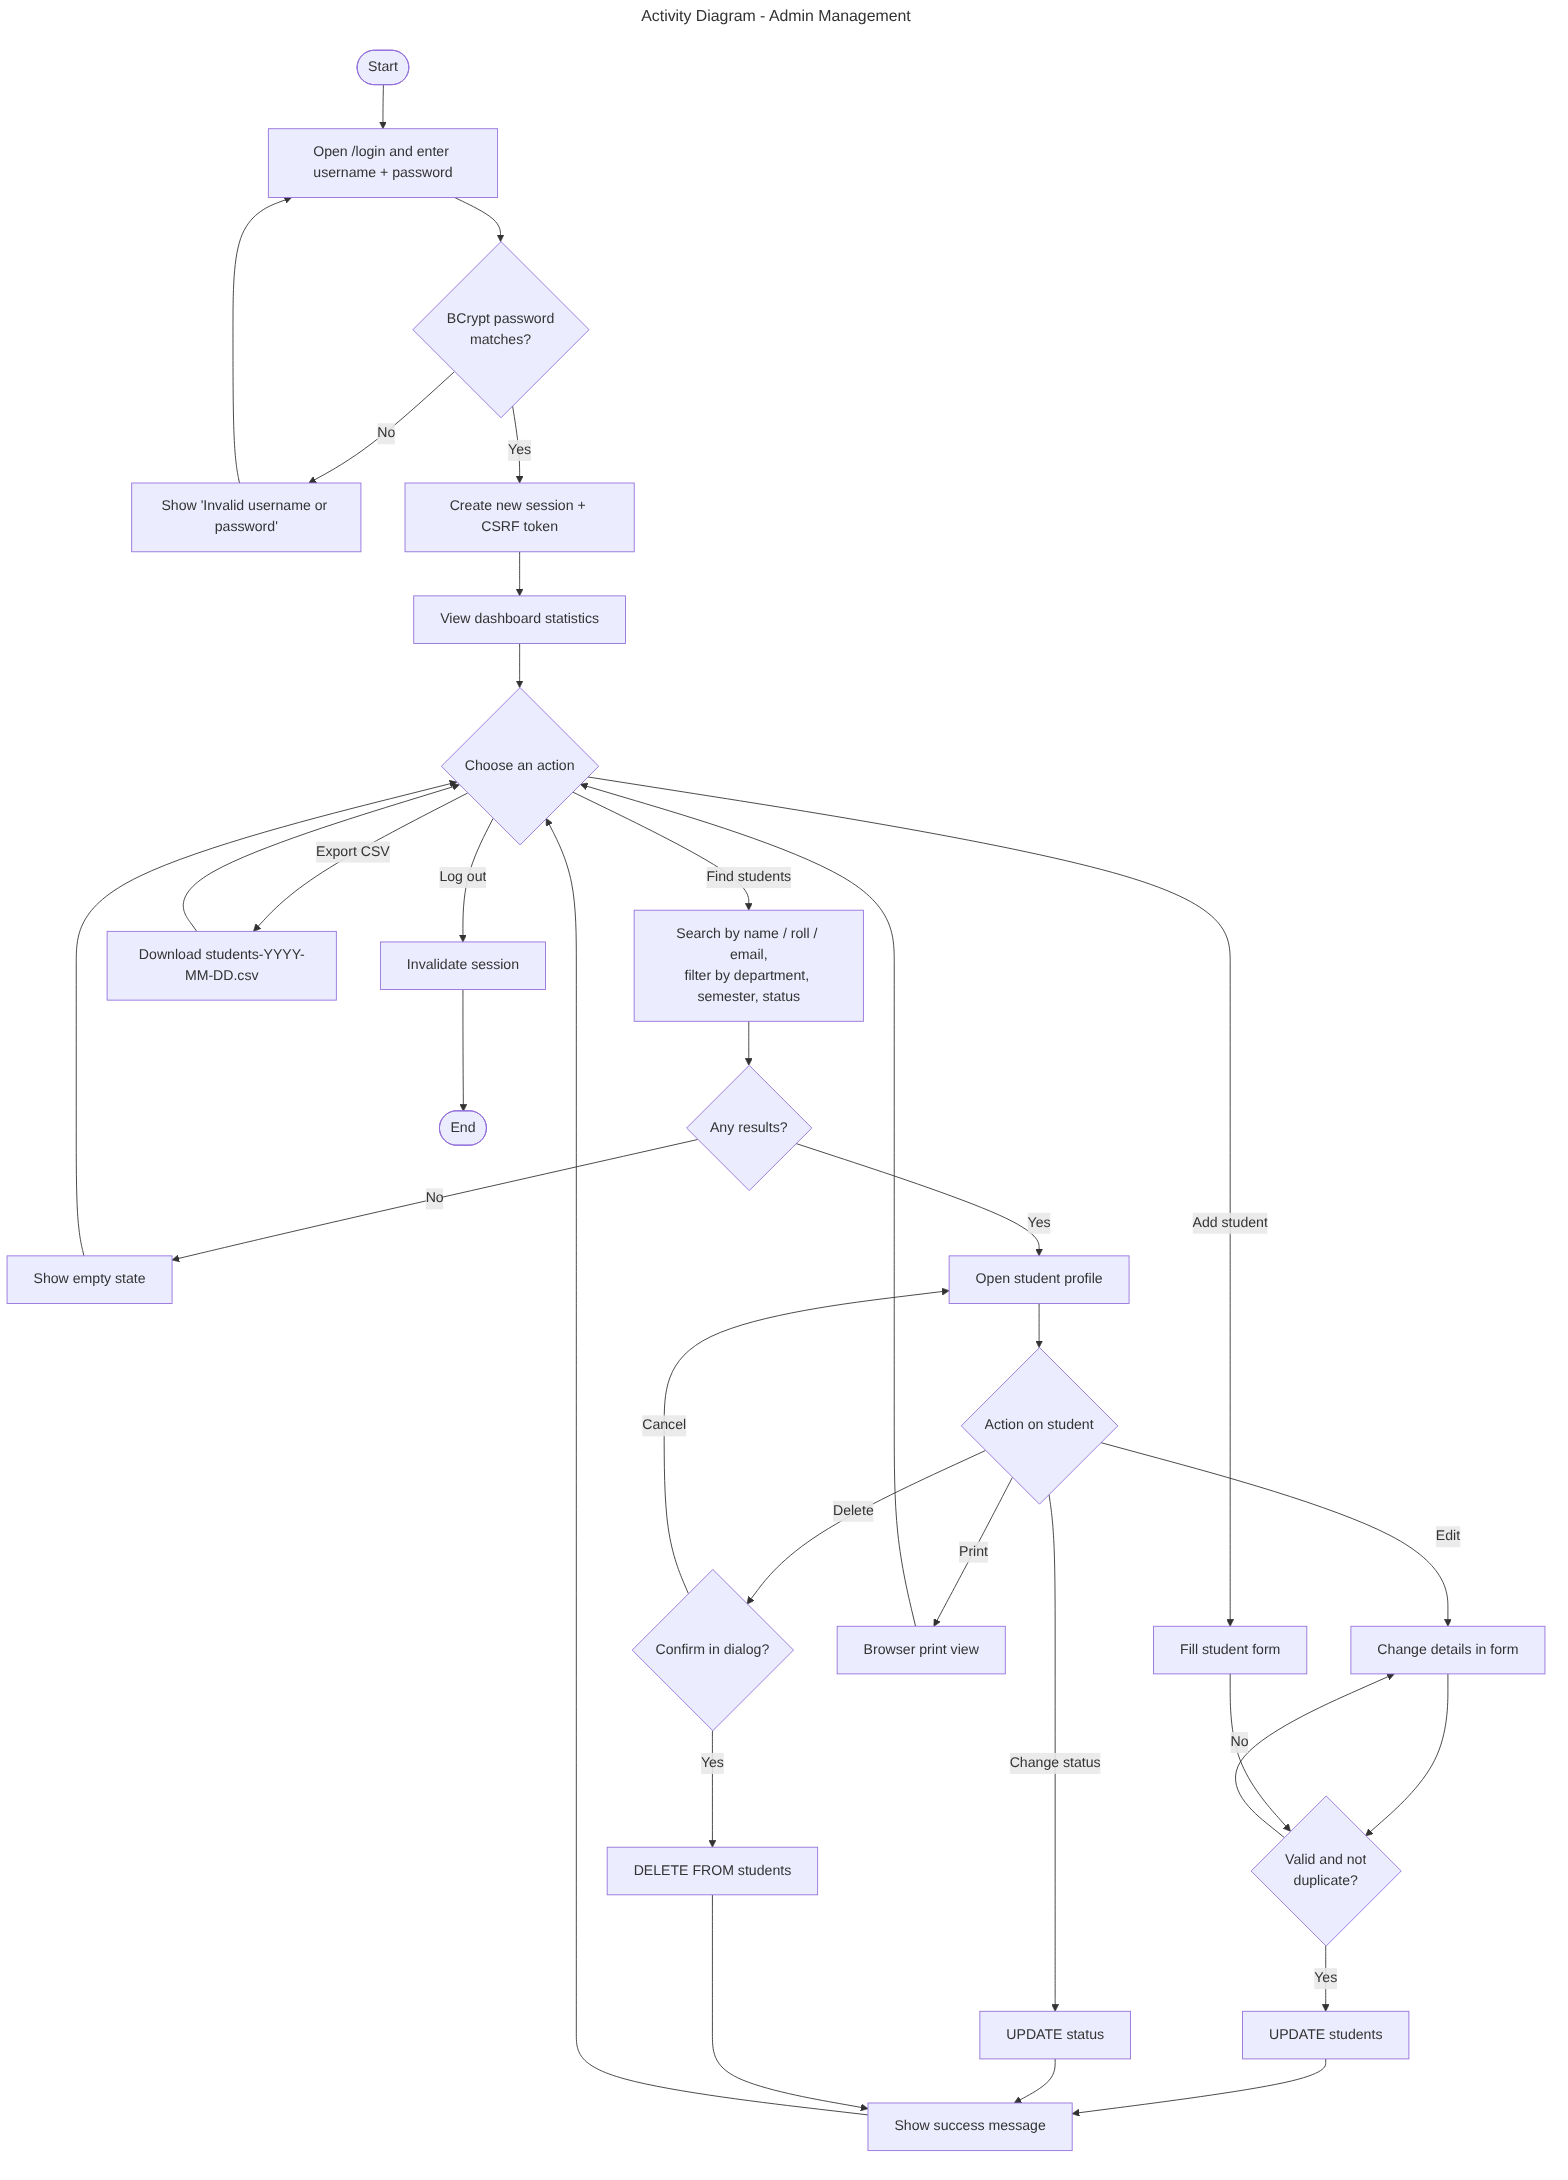 Activity Diagram - Admin Management
Start
Open /login and enter
username + password
BCrypt password
matches?
No
Yes
Show 'Invalid username or
password'
Create new session +
CSRF token
View dashboard statistics
Choose an action
Export CSV
Log out
Find students
Download students-YYYY-
MM-DD.csv
Invalidate session
Search by name / roll /
email,
filter by department,
semester, status
End
Any results?
No
Yes
Add student
Show empty state
Open student profile
Cancel
Action on student
Delete
Print
Edit
Confirm in dialog?
Browser print view
Fill student form
Change details in form
Yes
Change status
No
DELETE FROM students
Valid and not
duplicate?
Yes
UPDATE status
UPDATE students
Show success message